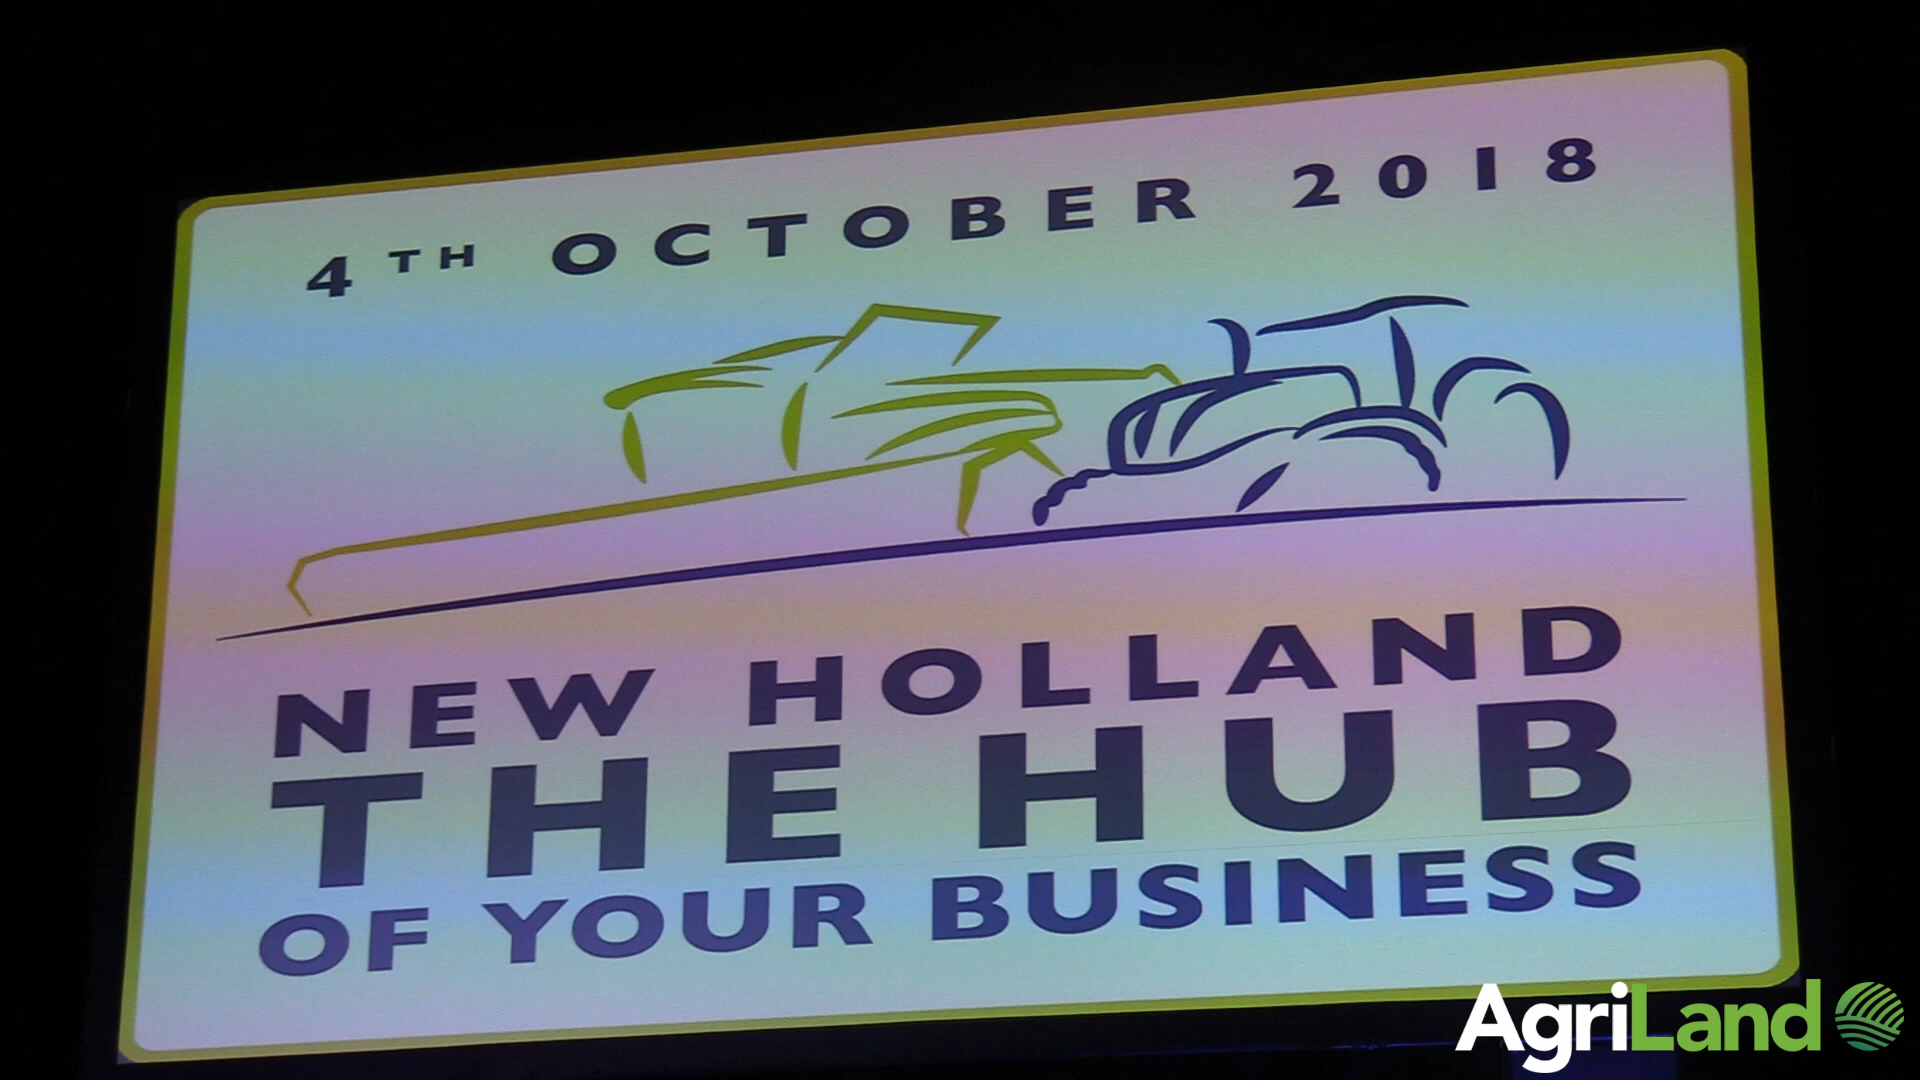 4TH OCTOBER 2018
NEW HOLLAND
THE HUB
OF YOUR BUSINESS
AgriLand